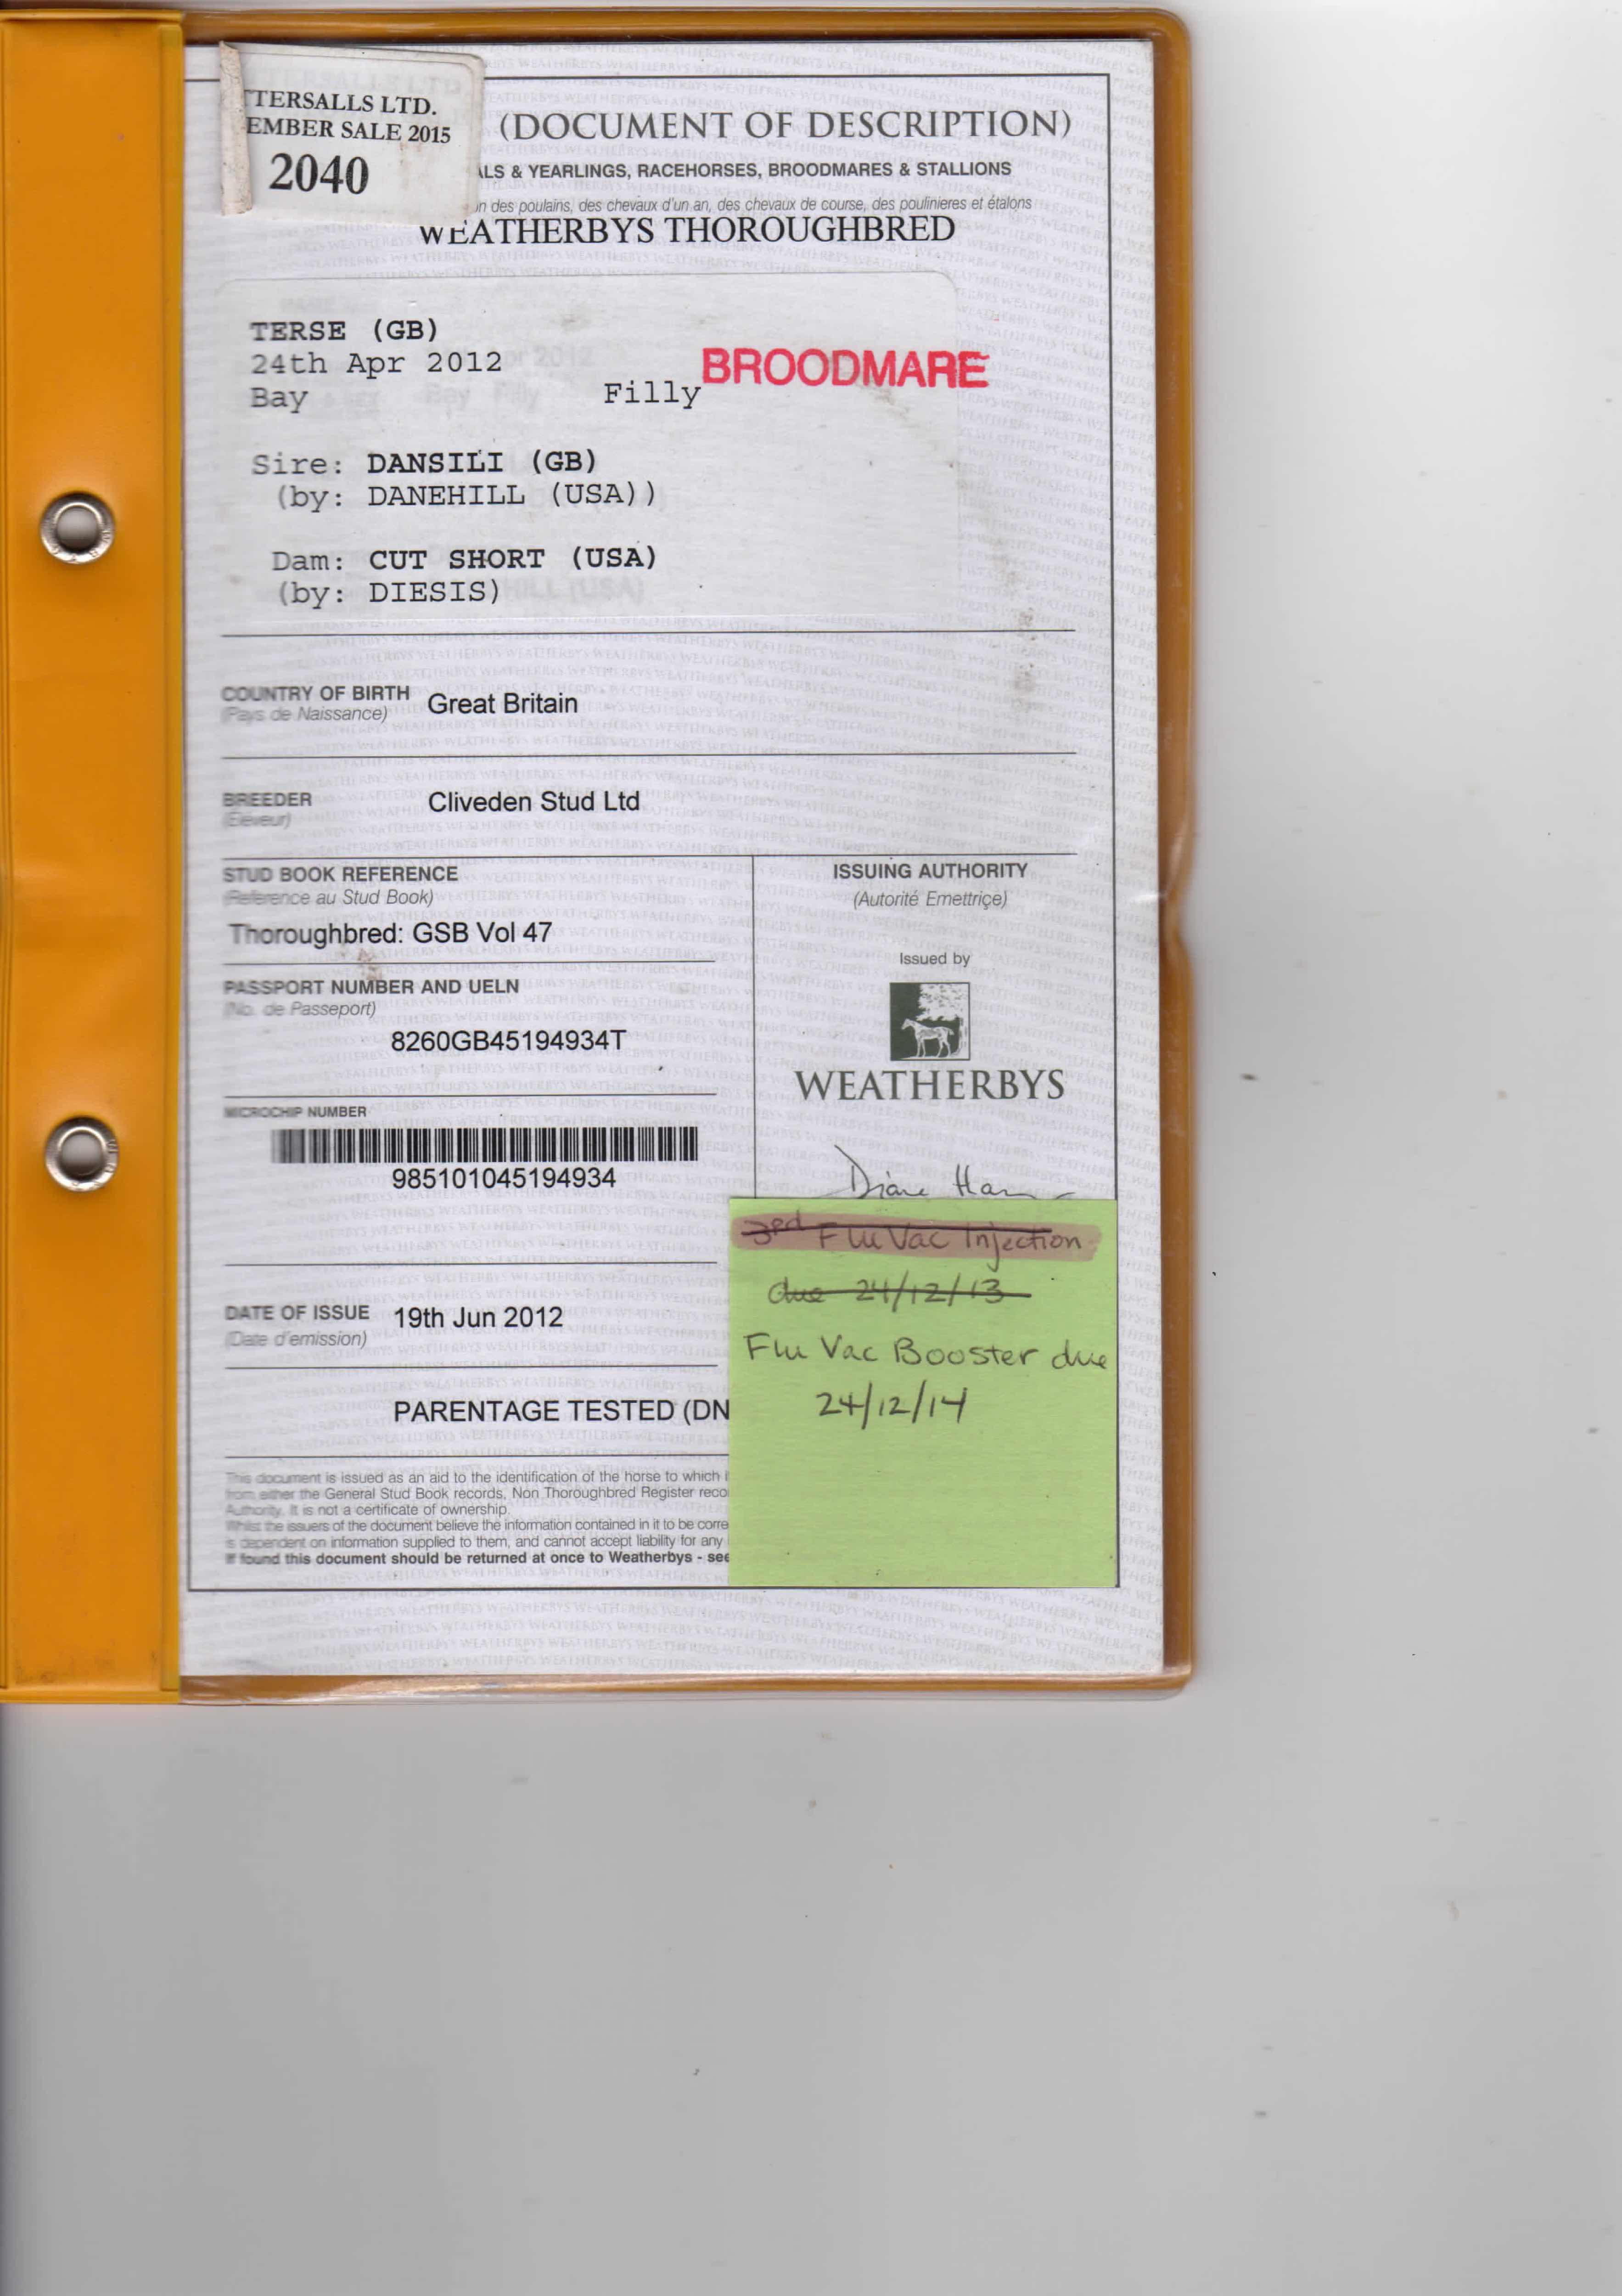 TTERSALLS LTD.
EMBER SALE 2015
2040
(DOCUMENT OF DESCRIPTION)
ALS & YEARLINGS, RACEHORSES, BROODMARES & STALLIONS
des poulains, des chevaux d'un an, des chevaux de course, des poulinieres et étalons
WEATHERBYS THOROUGHBRED
TERSE (GB)
24th Apr 2012
BROODMARE
Bay Filly
Sire: DANSILI (GB)
(by: DANEHILL (USA))
Dam: CUT SHORT (USA)
(by: DIESIS)
COUNTRY OF BIRTH Great Britain
(Pays de Naissance)
BREEDER Cliveden Stud Ltd
(Eleveur)
STUD BOOK REFERENCE
(Reference au Stud Book)
Thoroughbred: GSB Vol 47
PASSPORT NUMBER AND UELN
(No. de Passeport)
8260GB45194934T
MICROCHIP NUMBER
985101045194934
ISSUING AUTHORITY
(Autorité Emettriçe)
Issued by
WEATHERBYS
Diane Han
3rd Flu Vac Injection
due 24/12/13
Flu Vac Booster due
24/12/14
DATE OF ISSUE 19th Jun 2012
(Date d'emission)
PARENTAGE TESTED (DN
This document is issued as an aid to the identification of the horse to which i
from either the General Stud Book records, Non Thoroughbred Register reco
Authority. It is not a certificate of ownership.
Whilst the issuers of the document believe the information contained in it to be corre
is dependent on information supplied to them, and cannot accept liability for any
If found this document should be returned at once to Weatherbys - see